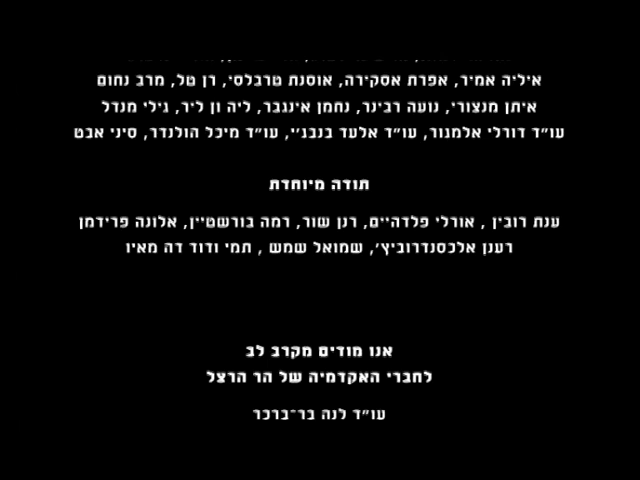 איליה אמיר, אפרת אסקירה, אוסנת טרבלסי, רן טל, מרב נחום
איתן מנצורי, נועה רבינר, נחמן אינגבר, ליה ון ליר, גילי מנדל
עו״ד דורלי אלמגור, עו״ד אלעד בנבג׳י, עו״ד מיכל הולנדר, סיני אבט
תודה מיוחדת
ענת רובין , אורלי פלדהיים, רנן שור, רמה בורשטיין, אלונה פרידמן
רענן אלכסנדרוביץ׳, שמואל שמש , תמי ודוד דה מאיו
אנו מודים מקרב לב
לחברי האקדמיה של הר הרצל
עו״ד לנה בר־ברכר